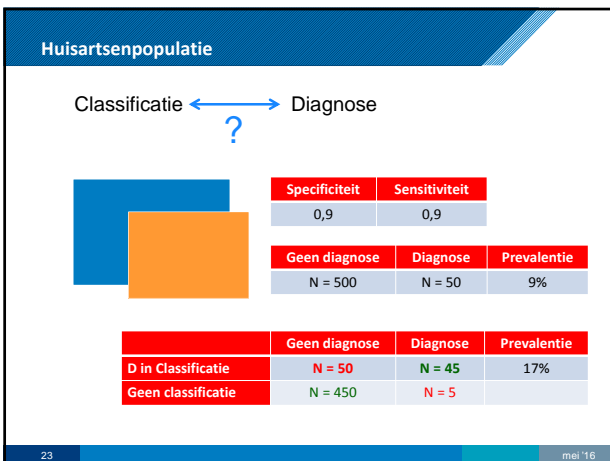 Huisartsenpopulatie
Classificatie Diagnose
?
Specificiteit Sensitiviteit
0,9 0,9
Geen diagnose Diagnose Prevalentie
N = 500 N = 50 9%
Geen diagnose Diagnose Prevalentie
D in Classificatie N = 50 N = 45 17%
Geen classificatie N = 450 N = 5
23 mei '16